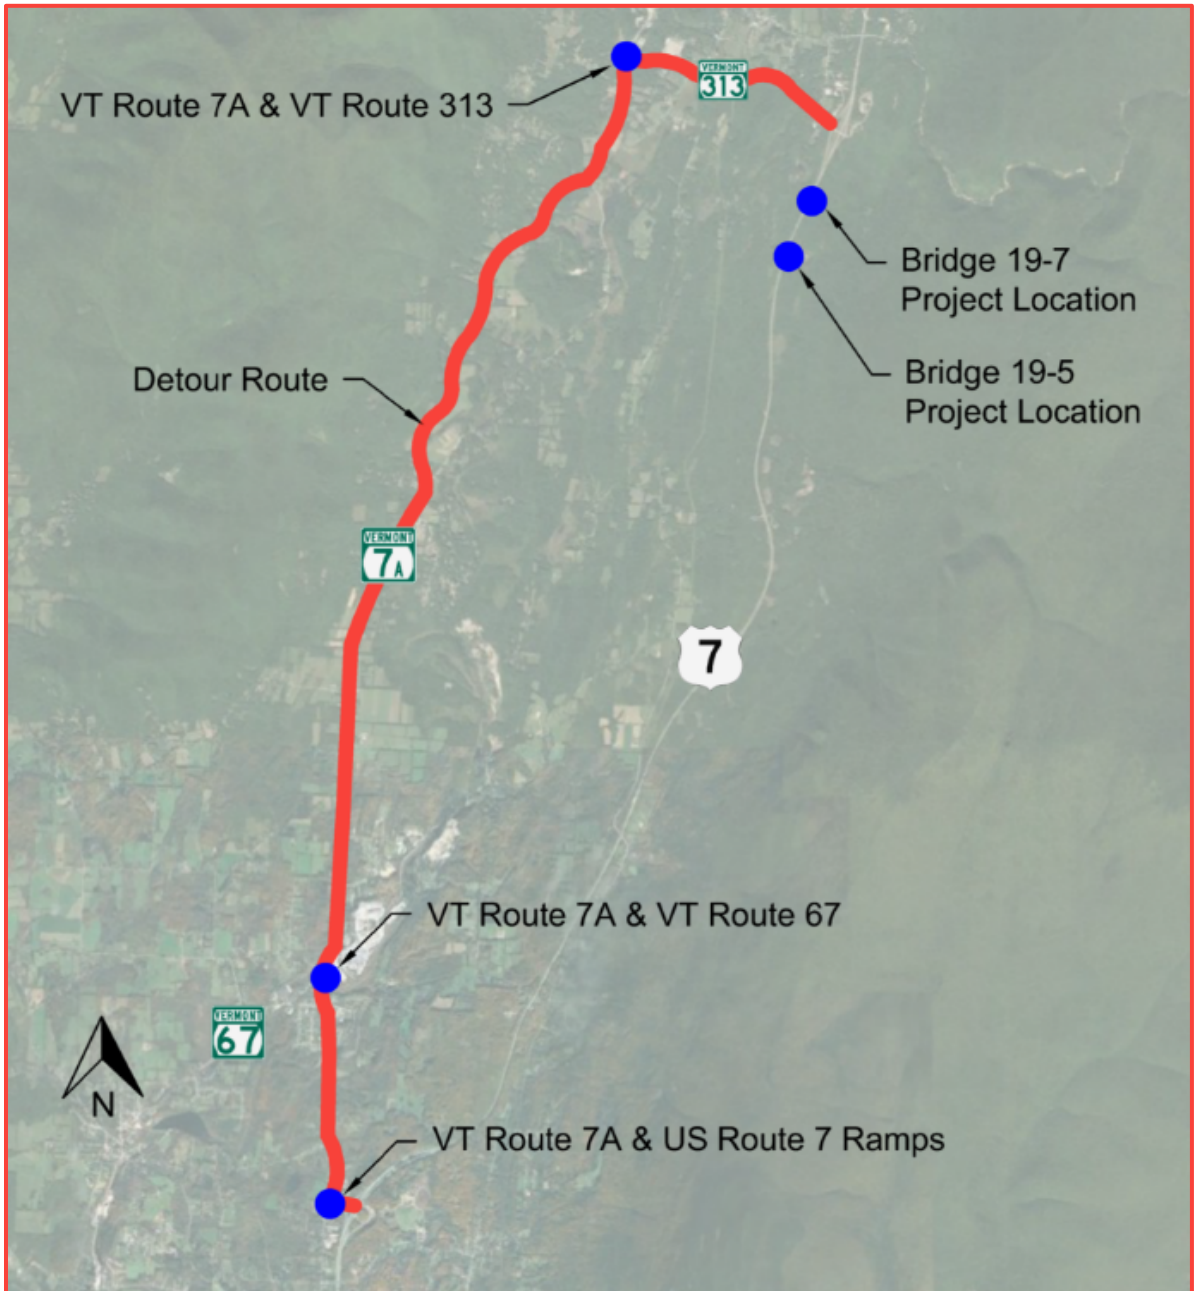 VT Route 7A & VT Route 313
VERMONT
313
Bridge 19-7
Project Location
Detour Route
Bridge 19-5
Project Location
VERMONT
7A
7
VT Route 7A & VT Route 67
VERMONT
67
N
VT Route 7A & US Route 7 Ramps